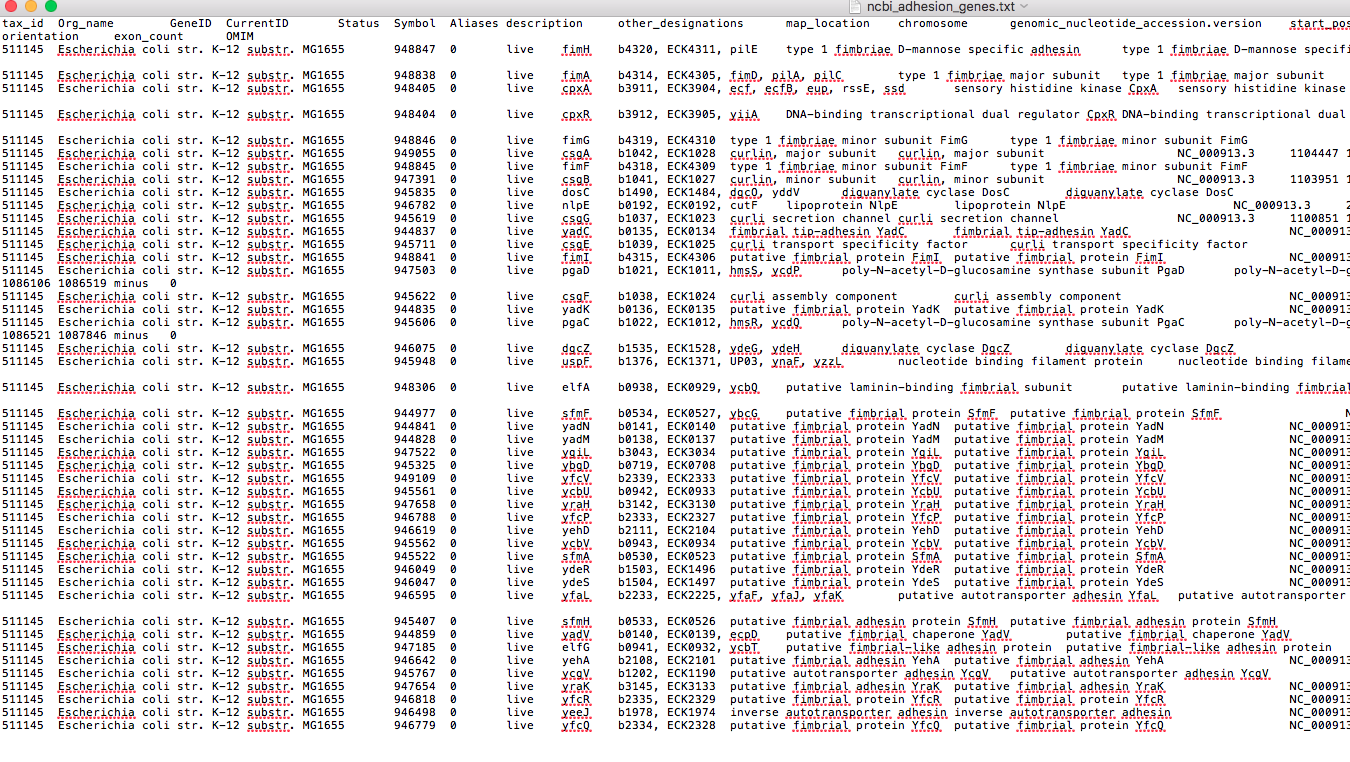 ncbi_adhesion_genes.txt
tax_id Org_name GeneID CurrentID Status Symbol Aliases description other_designations map_location chromosome genomic_nucleotide_accession.version start_pos
orientation exon_count OMIM
511145 Escherichia coli str. K-12 substr. MG1655 948847 0 live fimH b4320, ECK4311, pilE type 1 fimbriae D-mannose specific adhesin type 1 fimbriae D-mannose specifi
511145 Escherichia coli str. K-12 substr. MG1655 948838 0 live fimA b4314, ECK4305, fimD, pilA, pilC type 1 fimbriae major subunit type 1 fimbriae major subunit
511145 Escherichia coli str. K-12 substr. MG1655 948405 0 live cpxA b3911, ECK3904, ecf, ecfB, eup, rssE, ssd sensory histidine kinase CpxA sensory histidine kinase
511145 Escherichia coli str. K-12 substr. MG1655 948404 0 live cpxR b3912, ECK3905, yiiA DNA-binding transcriptional dual regulator CpxR DNA-binding transcriptional dual
511145 Escherichia coli str. K-12 substr. MG1655 948846 0 live fimG b4319, ECK4310 type 1 fimbriae minor subunit FimG type 1 fimbriae minor subunit FimG
511145 Escherichia coli str. K-12 substr. MG1655 949055 0 live csgA b1042, ECK1028 curlin, major subunit curlin, major subunit NC_000913.3 1104447 1
511145 Escherichia coli str. K-12 substr. MG1655 948845 0 live fimF b4318, ECK4309 type 1 fimbriae minor subunit FimF type 1 fimbriae minor subunit FimF
511145 Escherichia coli str. K-12 substr. MG1655 947391 0 live csgB b1041, ECK1027 curlin, minor subunit curlin, minor subunit NC_000913.3 1103951 1
511145 Escherichia coli str. K-12 substr. MG1655 945835 0 live dosC b1490, ECK1484, dgcO, yddV diguanylate cyclase DosC diguanylate cyclase DosC
511145 Escherichia coli str. K-12 substr. MG1655 946782 0 live nlpE b0192, ECK0192, cutF lipoprotein NlpE lipoprotein NlpE NC_000913.3 2
511145 Escherichia coli str. K-12 substr. MG1655 945619 0 live csgG b1037, ECK1023 curli secretion channel curli secretion channel NC_000913.3 1100851 1
511145 Escherichia coli str. K-12 substr. MG1655 944837 0 live yadC b0135, ECK0134 fimbrial tip-adhesin YadC fimbrial tip-adhesin YadC NC_000913
511145 Escherichia coli str. K-12 substr. MG1655 945711 0 live csgE b1039, ECK1025 curli transport specificity factor curli transport specificity factor
511145 Escherichia coli str. K-12 substr. MG1655 948841 0 live fimI b4315, ECK4306 putative fimbrial protein FimI putative fimbrial protein FimI NC_000913
511145 Escherichia coli str. K-12 substr. MG1655 947503 0 live pgaD b1021, ECK1011, hmsS, ycdP poly-N-acetyl-D-glucosamine synthase subunit PgaD poly-N-acetyl-D-g
1086106 1086519 minus 0
511145 Escherichia coli str. K-12 substr. MG1655 945622 0 live csgF b1038, ECK1024 curli assembly component curli assembly component NC_000913
511145 Escherichia coli str. K-12 substr. MG1655 944835 0 live yadK b0136, ECK0135 putative fimbrial protein YadK putative fimbrial protein YadK NC_000913
511145 Escherichia coli str. K-12 substr. MG1655 945606 0 live pgaC b1022, ECK1012, hmsR, ycdQ poly-N-acetyl-D-glucosamine synthase subunit PgaC poly-N-acetyl-D-g
1086521 1087846 minus 0
511145 Escherichia coli str. K-12 substr. MG1655 946075 0 live dgcZ b1535, ECK1528, ydeG, ydeH diguanylate cyclase DgcZ diguanylate cyclase DgcZ
511145 Escherichia coli str. K-12 substr. MG1655 945948 0 live uspF b1376, ECK1371, UP03, ynaF, yzzL nucleotide binding filament protein nucleotide binding filame
511145 Escherichia coli str. K-12 substr. MG1655 948306 0 live elfA b0938, ECK0929, ycbQ putative laminin-binding fimbrial subunit putative laminin-binding fimbria
511145 Escherichia coli str. K-12 substr. MG1655 944977 0 live sfmF b0534, ECK0527, ybcG putative fimbrial protein SfmF putative fimbrial protein SfmF N
511145 Escherichia coli str. K-12 substr. MG1655 944841 0 live yadN b0141, ECK0140 putative fimbrial protein YadN putative fimbrial protein YadN NC_000913
511145 Escherichia coli str. K-12 substr. MG1655 944828 0 live yadM b0138, ECK0137 putative fimbrial protein YadM putative fimbrial protein YadM NC_000913
511145 Escherichia coli str. K-12 substr. MG1655 947522 0 live ygiL b3043, ECK3034 putative fimbrial protein YgiL putative fimbrial protein YgiL NC_000913
511145 Escherichia coli str. K-12 substr. MG1655 945325 0 live ybgD b0719, ECK0708 putative fimbrial protein YbgD putative fimbrial protein YbgD NC_000913
511145 Escherichia coli str. K-12 substr. MG1655 949109 0 live yfcV b2339, ECK2333 putative fimbrial protein YfcV putative fimbrial protein YfcV NC_000913
511145 Escherichia coli str. K-12 substr. MG1655 945561 0 live ycbU b0942, ECK0933 putative fimbrial protein YcbU putative fimbrial protein YcbU NC_000913
511145 Escherichia coli str. K-12 substr. MG1655 947658 0 live yraH b3142, ECK3130 putative fimbrial protein YraH putative fimbrial protein YraH NC_000913
511145 Escherichia coli str. K-12 substr. MG1655 946788 0 live yfcP b2333, ECK2327 putative fimbrial protein YfcP putative fimbrial protein YfcP NC_000913
511145 Escherichia coli str. K-12 substr. MG1655 946619 0 live yehD b2111, ECK2104 putative fimbrial protein YehD putative fimbrial protein YehD NC_000913
511145 Escherichia coli str. K-12 substr. MG1655 945562 0 live ycbV b0943, ECK0934 putative fimbrial protein YcbV putative fimbrial protein YcbV NC_000913
511145 Escherichia coli str. K-12 substr. MG1655 945522 0 live sfmA b0530, ECK0523 putative fimbrial protein SfmA putative fimbrial protein SfmA NC_000913
511145 Escherichia coli str. K-12 substr. MG1655 946049 0 live ydeR b1503, ECK1496 putative fimbrial protein YdeR putative fimbrial protein YdeR NC_000913
511145 Escherichia coli str. K-12 substr. MG1655 946047 0 live ydeS b1504, ECK1497 putative fimbrial protein YdeS putative fimbrial protein YdeS NC_000913
511145 Escherichia coli str. K-12 substr. MG1655 946595 0 live yfaL b2233, ECK2225, yfaF, yfaJ, yfaK putative autotransporter adhesin YfaL putative autotransporter
511145 Escherichia coli str. K-12 substr. MG1655 945407 0 live sfmH b0533, ECK0526 putative fimbrial adhesin protein SfmH putative fimbrial adhesin protein SfmH
511145 Escherichia coli str. K-12 substr. MG1655 944859 0 live yadV b0140, ECK0139, ecpD putative fimbrial chaperone YadV putative fimbrial chaperone YadV
511145 Escherichia coli str. K-12 substr. MG1655 947185 0 live elfG b0941, ECK0932, ycbT putative fimbrial-like adhesin protein putative fimbrial-like adhesin protein
511145 Escherichia coli str. K-12 substr. MG1655 946642 0 live yehA b2108, ECK2101 putative fimbrial adhesin YehA putative fimbrial adhesin YehA NC_000913
511145 Escherichia coli str. K-12 substr. MG1655 945767 0 live ycgV b1202, ECK1190 putative autotransporter adhesin YcgV putative autotransporter adhesin YcgV
511145 Escherichia coli str. K-12 substr. MG1655 947654 0 live yraK b3145, ECK3133 putative fimbrial adhesin YraK putative fimbrial adhesin YraK NC_000913
511145 Escherichia coli str. K-12 substr. MG1655 946818 0 live yfcR b2335, ECK2329 putative fimbrial protein YfcR putative fimbrial protein YfcR NC_000913
511145 Escherichia coli str. K-12 substr. MG1655 946498 0 live yeeJ b1978, ECK1974 inverse autotransporter adhesin inverse autotransporter adhesin NC_000913
511145 Escherichia coli str. K-12 substr. MG1655 946779 0 live yfcQ b2334, ECK2328 putative fimbrial protein YfcQ putative fimbrial protein YfcQ NC_000913